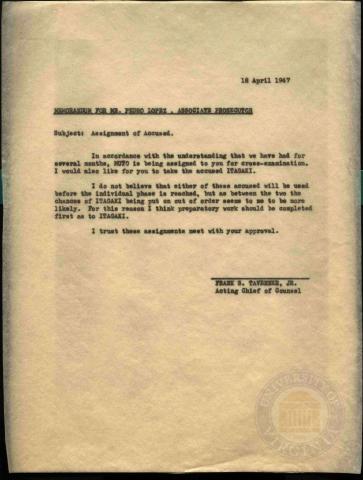 18 April 1947
MEMORANDUM FOR MR. PEDRO LOPEZ , ASSOCIATE PROSECUTOR
Subject: Assignment of Accused.
In accordance with the understanding that we have had for
several months, MUTO is being assigned to you for cross-examination.
I would also like for you to take the accused ITAGAKI.
I do not believe that either of these accused will be used
before the individual phase is reached, but as between the two the
chances of ITAGAKI being put on out of order seems to me to be more
likely. For this reason I think preparatory work should be completed
first as to ITAGAKI.
I trust these assignments meet with your approval.
FRANK S. TAVENNER, JR.
Acting Chief of Counsel
UNIVERSITY OF VIRGINIA